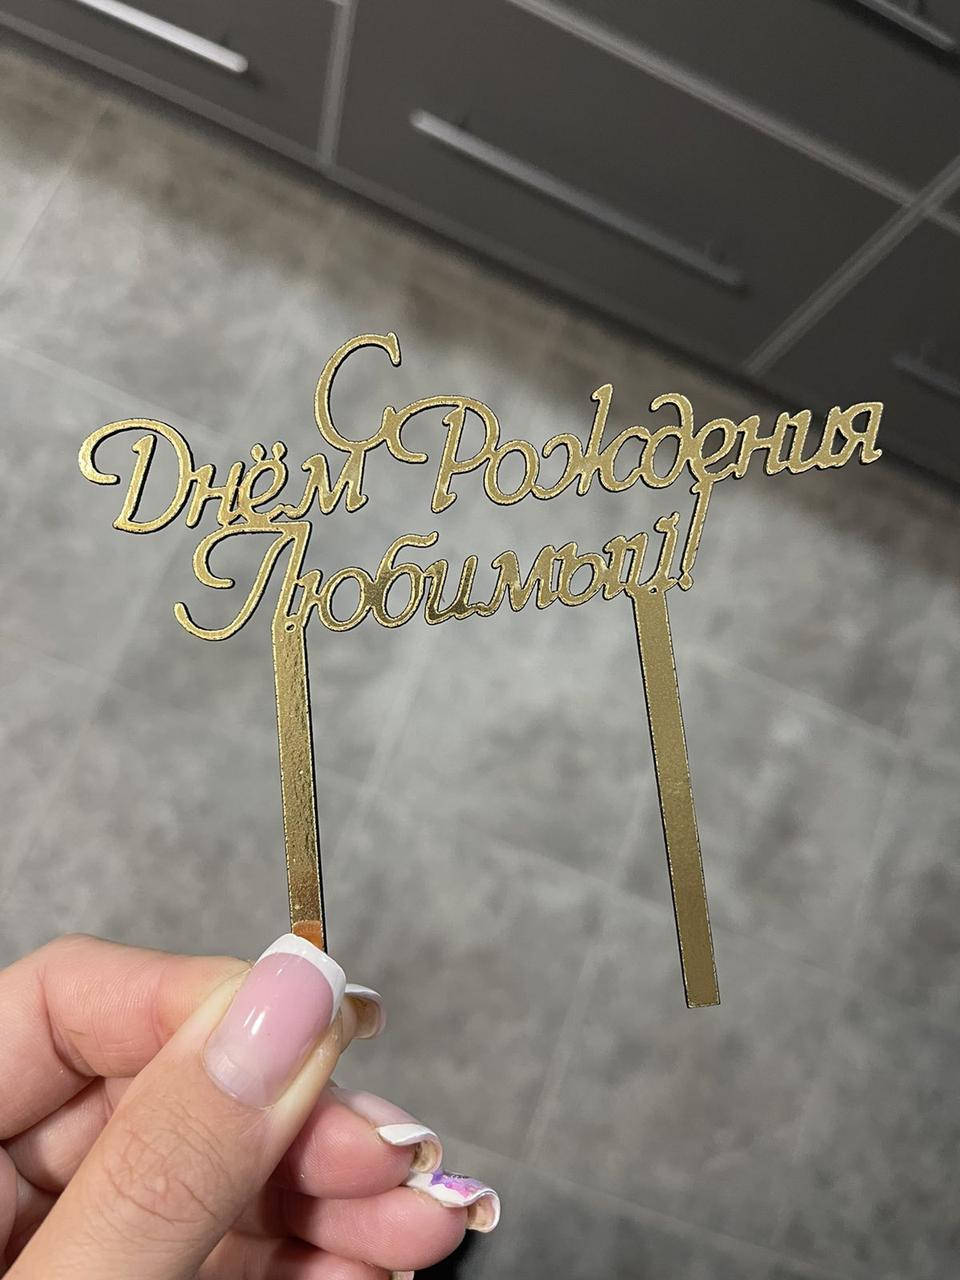 С
Днём Рождения
Любимый!